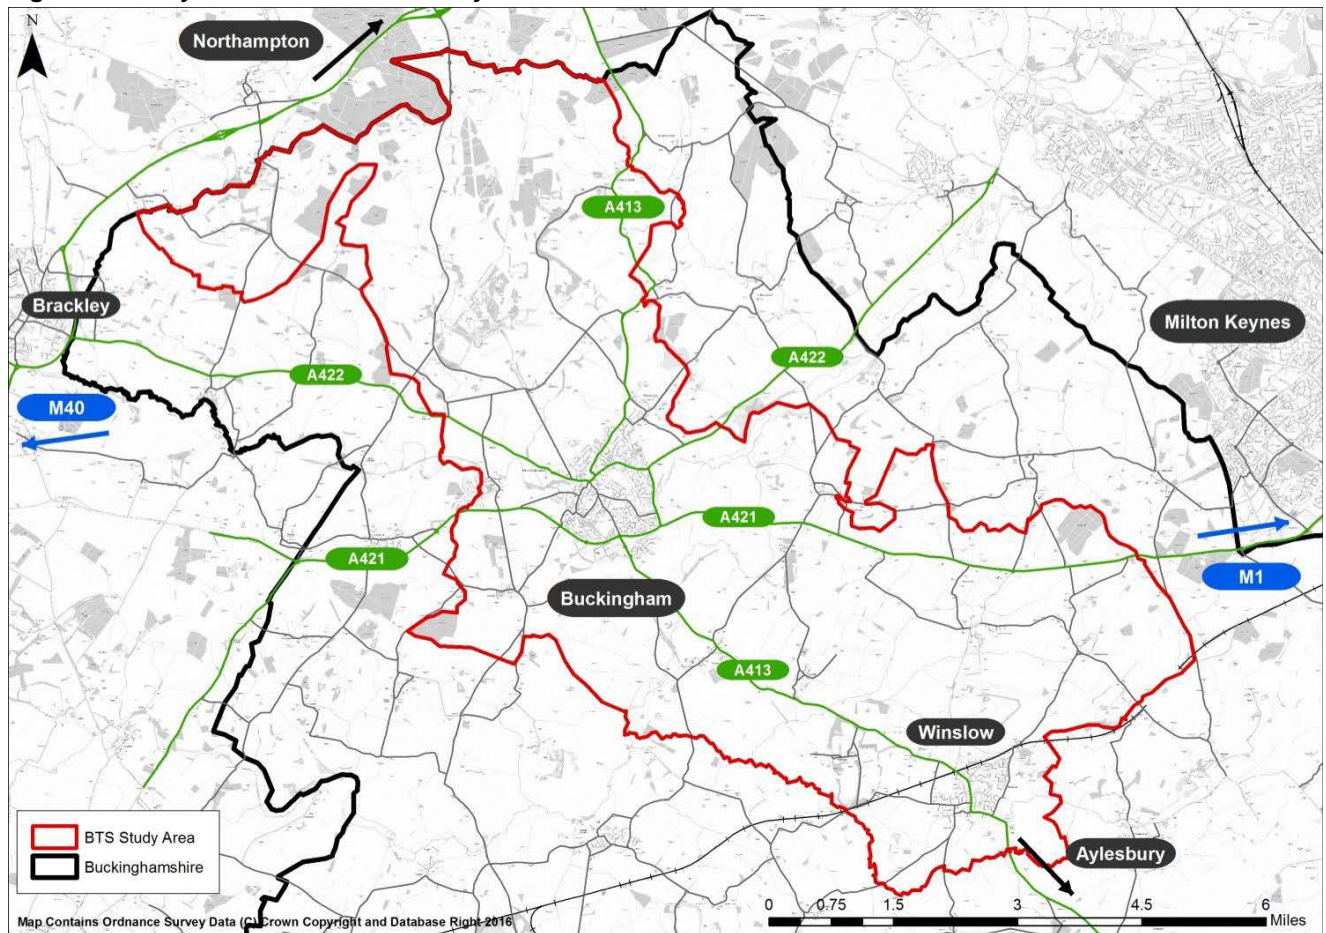 N
Northampton
A413
Brackley
A422
A422
Milton Keynes
M40
A421
A421
M1
Buckingham
A413
Winslow
BTS Study Area
Buckinghamshire
Aylesbury
0 0.75 1.5 3 4.5 6
Miles
Map Contains Ordnance Survey Data (C) Crown Copyright and Database Right 2016